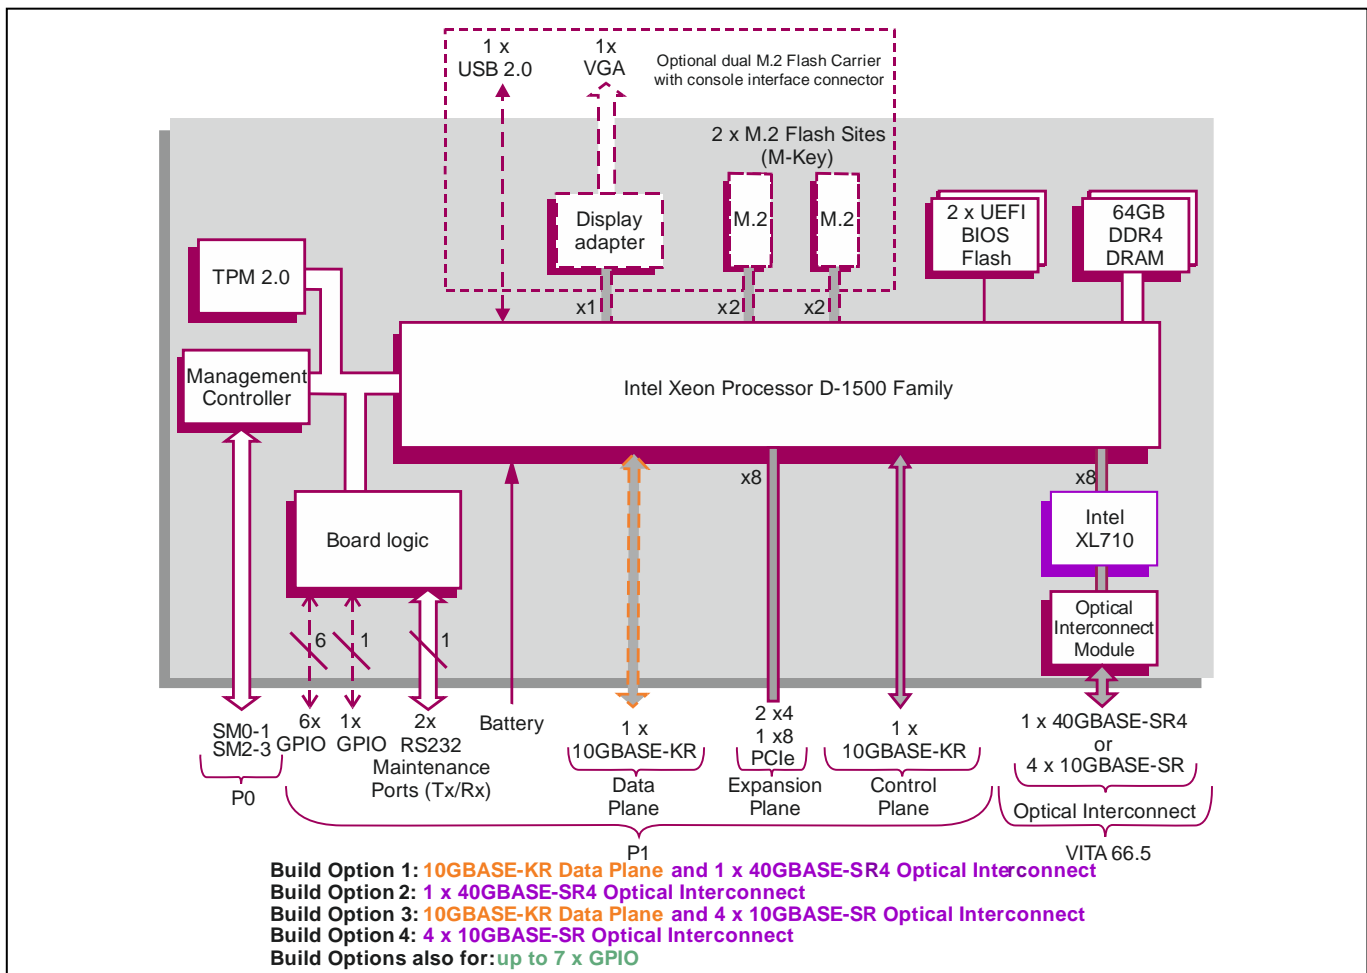 1 x
USB 2.0
1x
VGA
Optional dual M.2 Flash Carrier
with console interface connector
2 x M.2 Flash Sites
(M-Key)
Display
adapter
M.2
M.2
2 x UEFI
BIOS
Flash
64GB
DDR4
DRAM
TPM 2.0
x1
x2
x2
Management
Controller
Intel Xeon Processor D-1500 Family
x8
x8
Board logic
Intel
XL710
Optical
Interconnect
Module
6
1
1
SM0-1
SM2-3
6x
GPIO
1x
GPIO
2x
RS232
Maintenance
Ports (Tx/Rx)
Battery
1 x
10GBASE-KR
Data
Plane
2 x4
1 x8
PCIe
Expansion
Plane
1 x
10GBASE-KR
Control
Plane
1 x 40GBASE-SR4
or
4 x 10GBASE-SR
Optical Interconnect
P0
P1
VITA 66.5
Build Option 1: 10GBASE-KR Data Plane and 1 x 40GBASE-SR4 Optical Interconnect
Build Option 2: 1 x 40GBASE-SR4 Optical Interconnect
Build Option 3: 10GBASE-KR Data Plane and 4 x 10GBASE-SR Optical Interconnect
Build Option 4: 4 x 10GBASE-SR Optical Interconnect
Build Options also for: up to 7 x GPIO